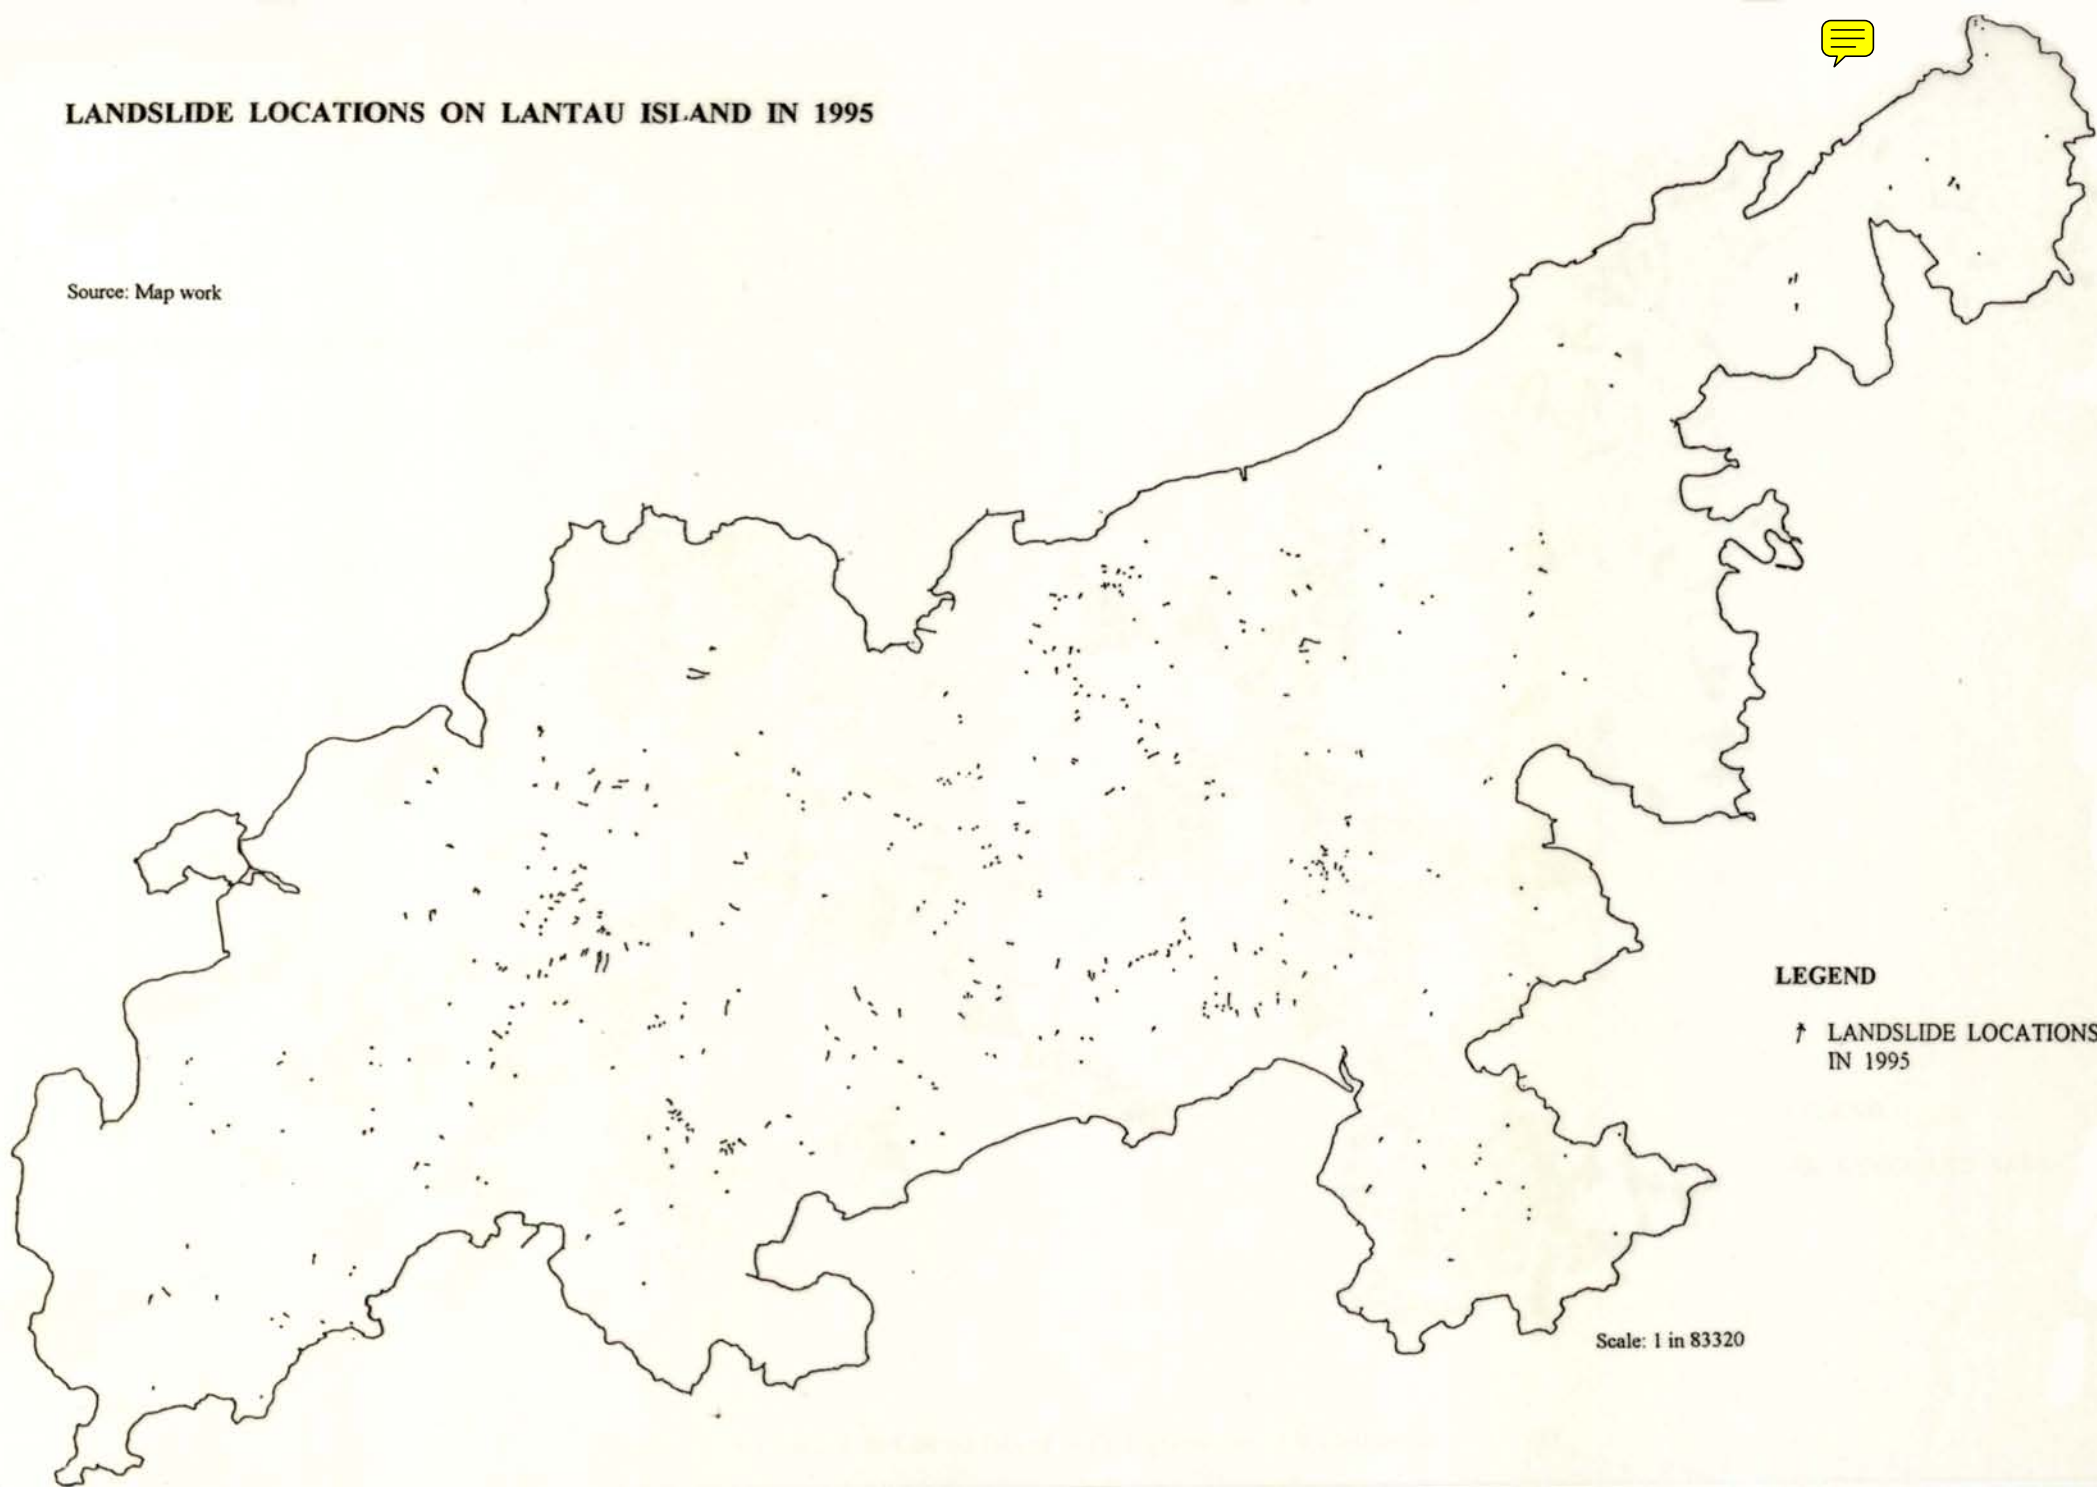 LANDSLIDE LOCATIONS ON LANTAU ISLAND IN 1995
Source: Map work
LEGEND
LANDSLIDE LOCATIONS
IN 1995
Scale: 1 in 83320